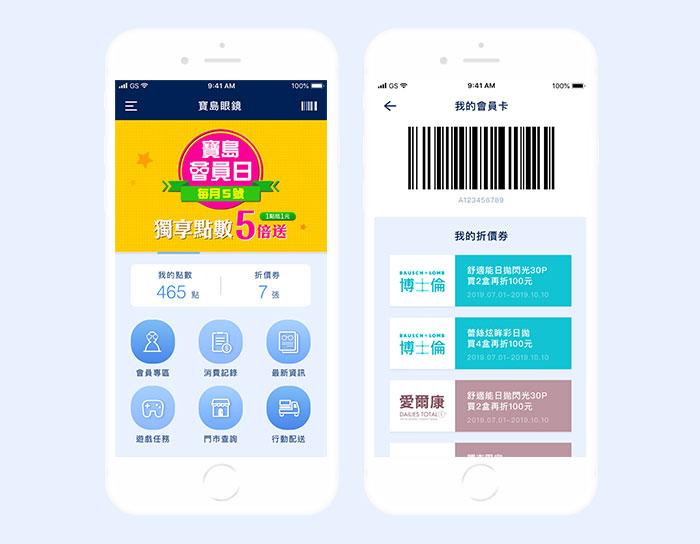 GS
9:41 AM
100%
寶島眼鏡
寶島
會員日
每月5號
1點抵1元
獨享點數5倍送
我的點數
465 點
折價券
7 張
會員專區
消費記錄
最新資訊
遊戲任務
門市查詢
行動配送
GS
9:41 AM
100%
我的會員卡
A123456789
我的折價券
BAUSCH + LOMB
博士倫
舒適能日拋閃光30P
買2盒再折100元
2019.07.01-2019.10.10
BAUSCH + LOMB
博士倫
蕾絲炫眸彩日拋
買4盒再折100元
2019.07.01-2019.10.10
愛爾康
DAILIES TOTAL 1
舒適能日拋閃光30P
買2盒再折100元
2019.07.01-2019.10.10